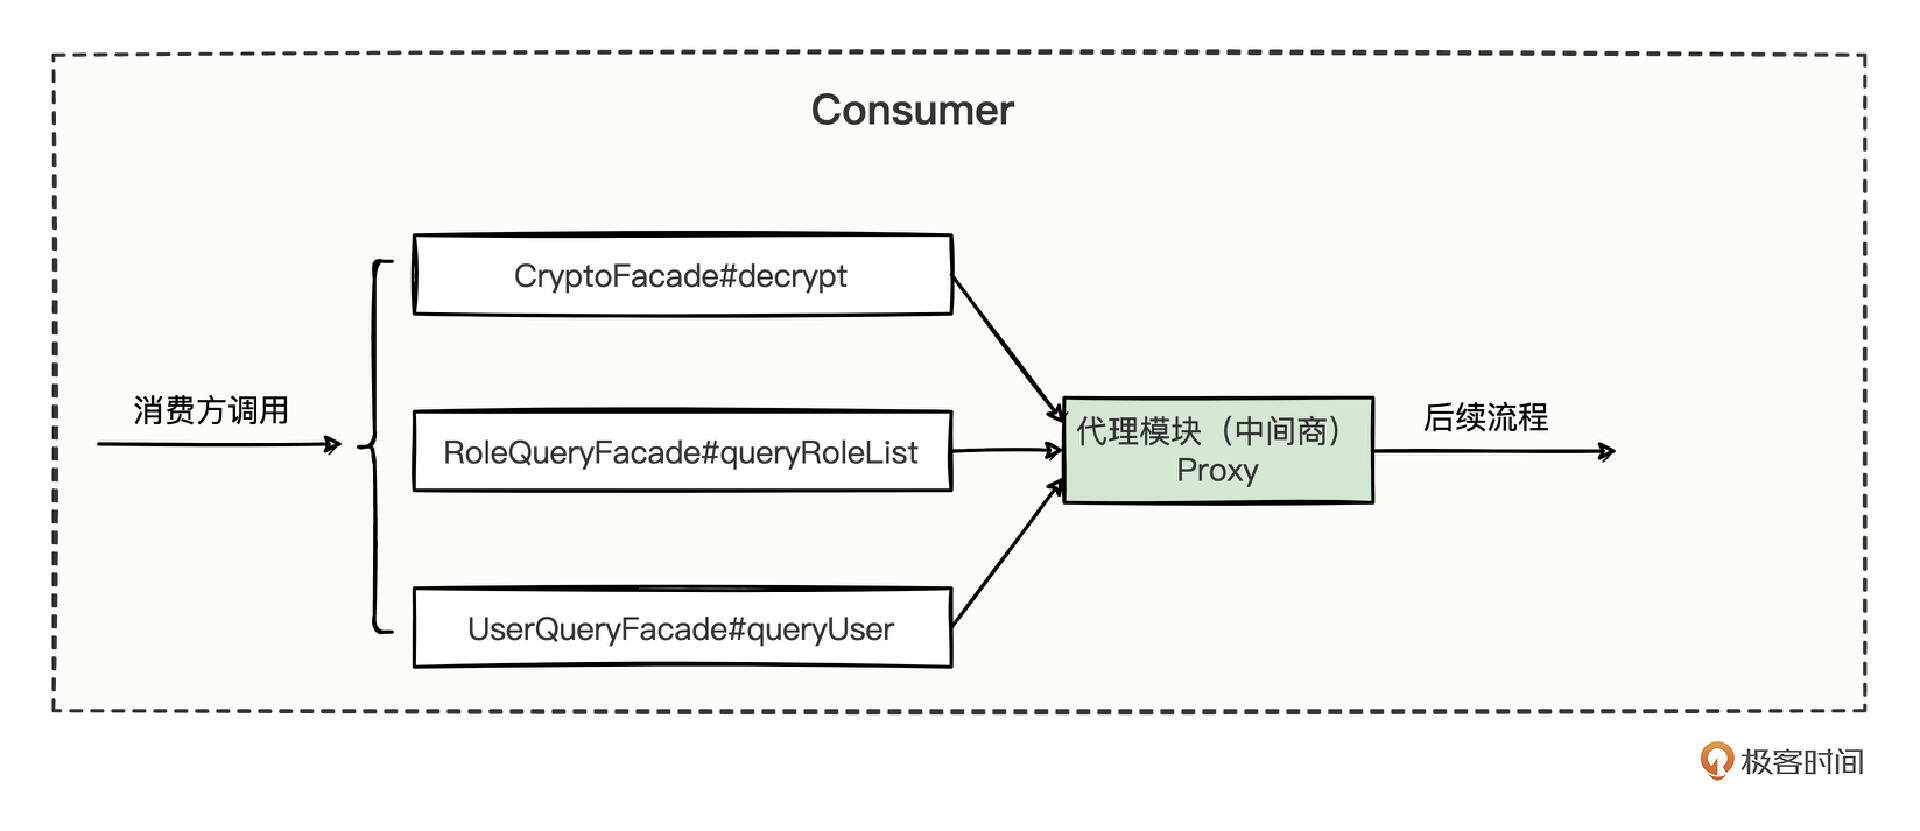 Consumer
CryptoFacade#decrypt
消费方调用
RoleQueryFacade#queryRoleList
代理模块（中间商）
Proxy
后续流程
UserQueryFacade#queryUser
极客时间